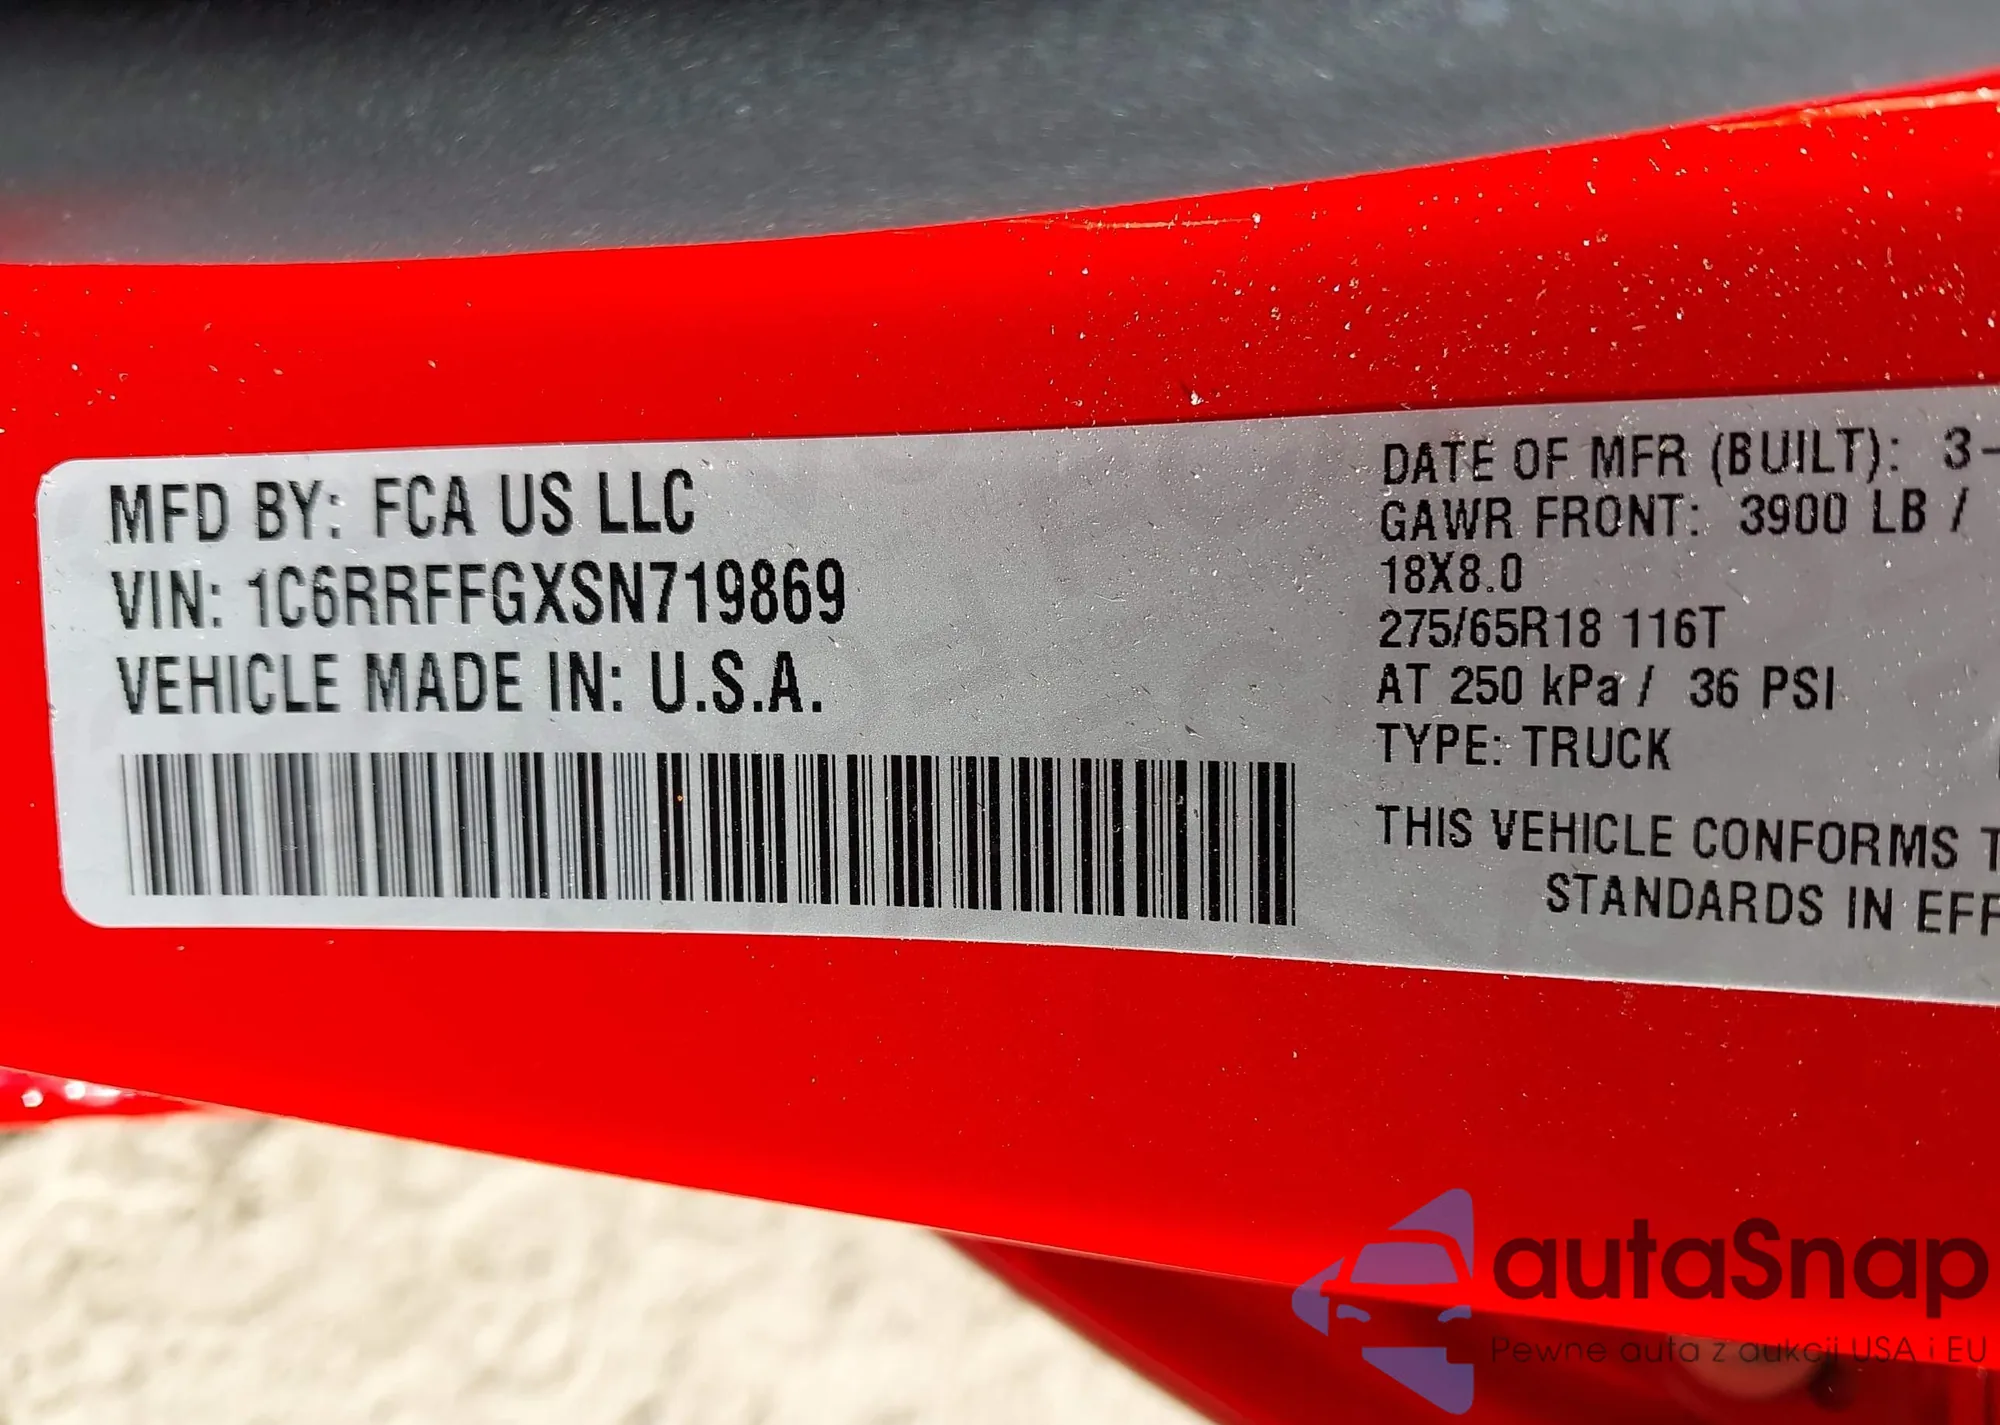 MFD BY: FCA US LLC
VIN: 1C6RRFFGXSN719869
VEHICLE MADE IN: U.S.A.
DATE OF MFR (BUILT): 3-
GAWR FRONT: 3900 LB /
18X8.0
275/65R18 116T
AT 250 kPa / 36 PSI
TYPE: TRUCK
THIS VEHICLE CONFORMS
STANDARDS IN
autaSnap
Pewne auta z aukcji USA i EU